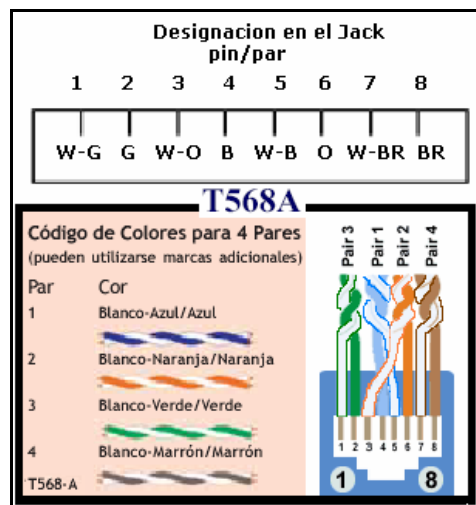 Designacion en el Jack
pin/par
1 2 3 4 5 6 7 8
W-G G W-O B W-B O W-BR BR
T568A
Código de Colores para 4 Pares
(pueden utilizarse marcas adicionales)
Par Cor
1 Blanco-Azul/Azul
2 Blanco-Naranja/Naranja
3 Blanco-Verde/Verde
4 Blanco-Marrón/Marrón
T568-A
Pair 3 Pair 1 Pair 2 Pair 4
1 2 3 4 5 6 7 8
1 8